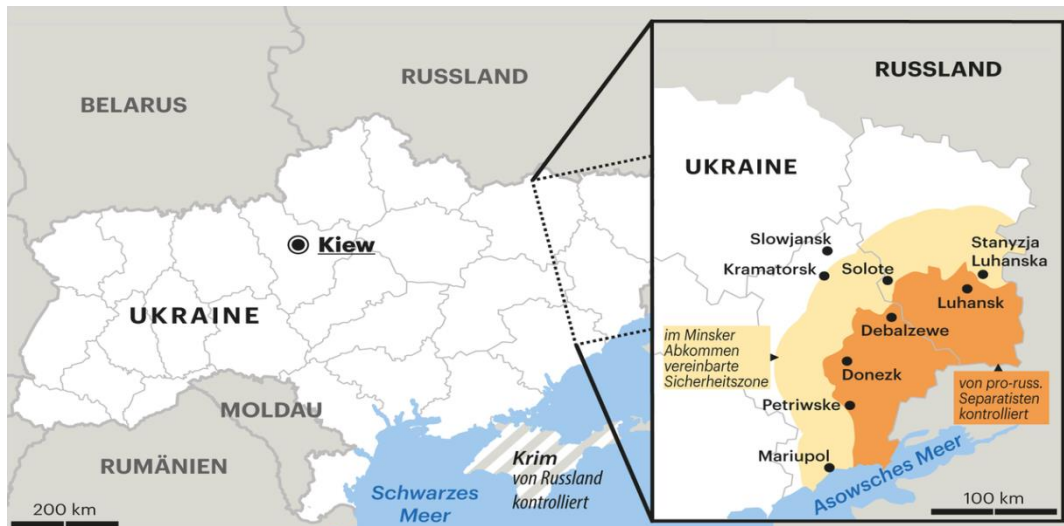 BELARUS
RUSSLAND
Kiew
UKRAINE
MOLDAU
RUMÄNIEN
Krim
von Russland
kontrolliert
Schwarzes
Meer
200 km
RUSSLAND
UKRAINE
Slowjansk
Kramatorsk
Solote
Stanyzja
Luhanska
Luhansk
Debalzewe
im Minsker
Abkommen
vereinbarte
Sicherheitszone
Donezk
von pro-russ.
Separatisten
kontrolliert
Petriwske
Mariupol
Asowsches Meer
100 km